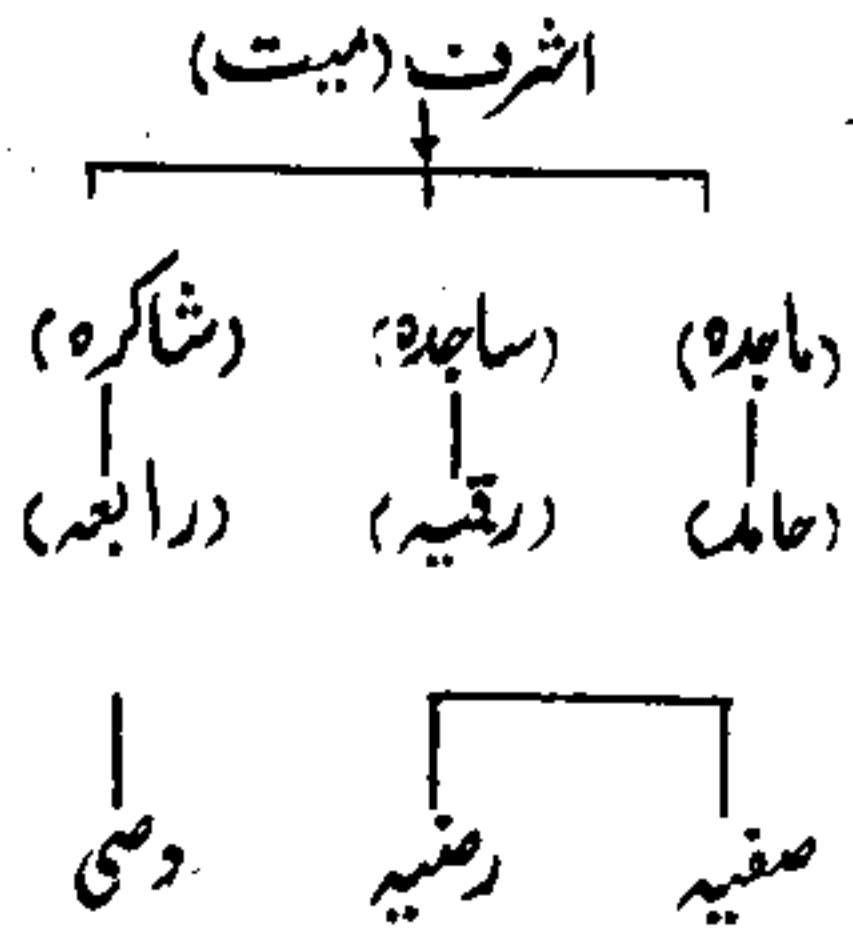 اشرف (میت)
(ماجدہ) (ساجدہ) (شاکرہ)
(حامد) (رقیہ) (رابعہ)
صفیہ رضیہ وصی